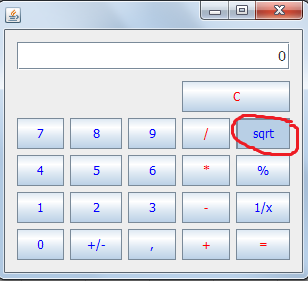 0
C
7 8 9 / sqrt
4 5 6 * %
1 2 3 - 1/x
0 +/- , + =